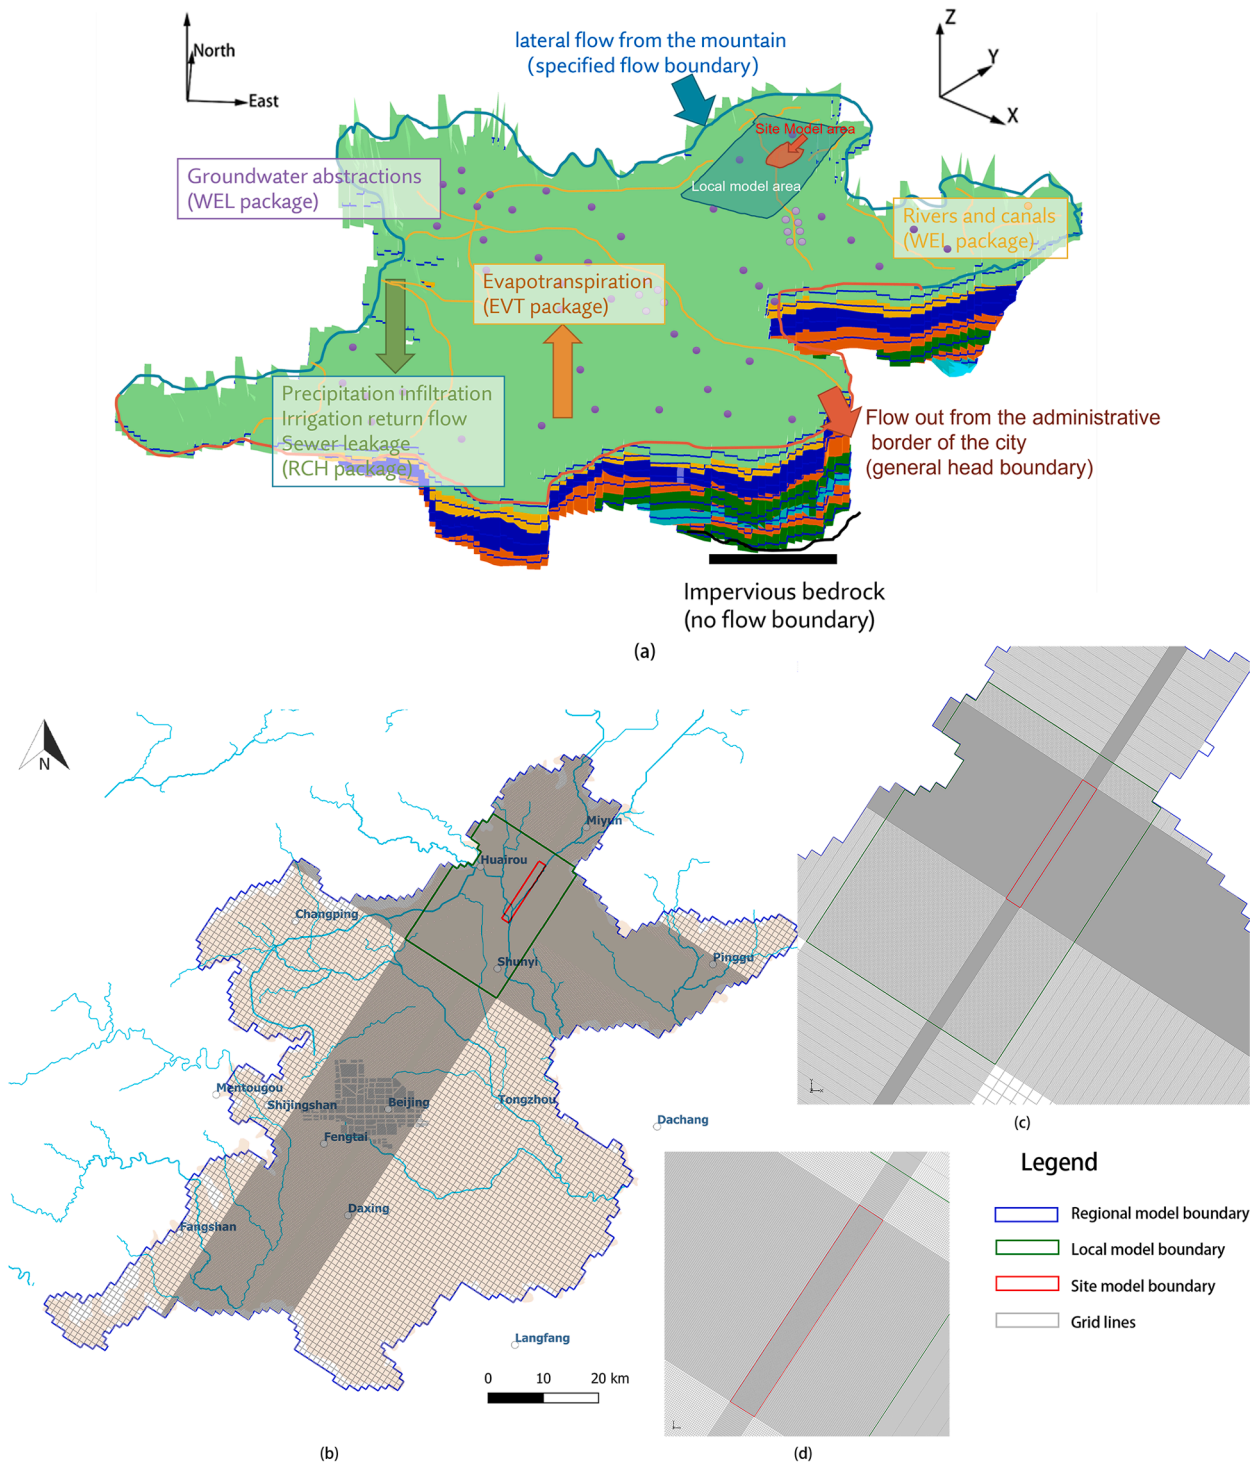 North
East
lateral flow from the mountain
(specified flow boundary)
Z
Y
X
Site Model area
Local model area
Groundwater abstractions
(WEL package)
Rivers and canals
(WEL package)
Evapotranspiration
(EVT package)
Precipitation infiltration
Irrigation return flow
Sewer leakage
(RCH package)
Flow out from the administrative
border of the city
(general head boundary)
Impervious bedrock
(no flow boundary)
(a)
N
Miyun
Huairou
Changping
Shunyi
Pinggu
Mentougou
Shijingshan
Beijing
Tongzhou
Fengtai
Dachang
Daxing
Fangshan
Langfang
0 10 20 km
(b)
(c)
(d)
Legend
Regional model boundary
Local model boundary
Site model boundary
Grid lines